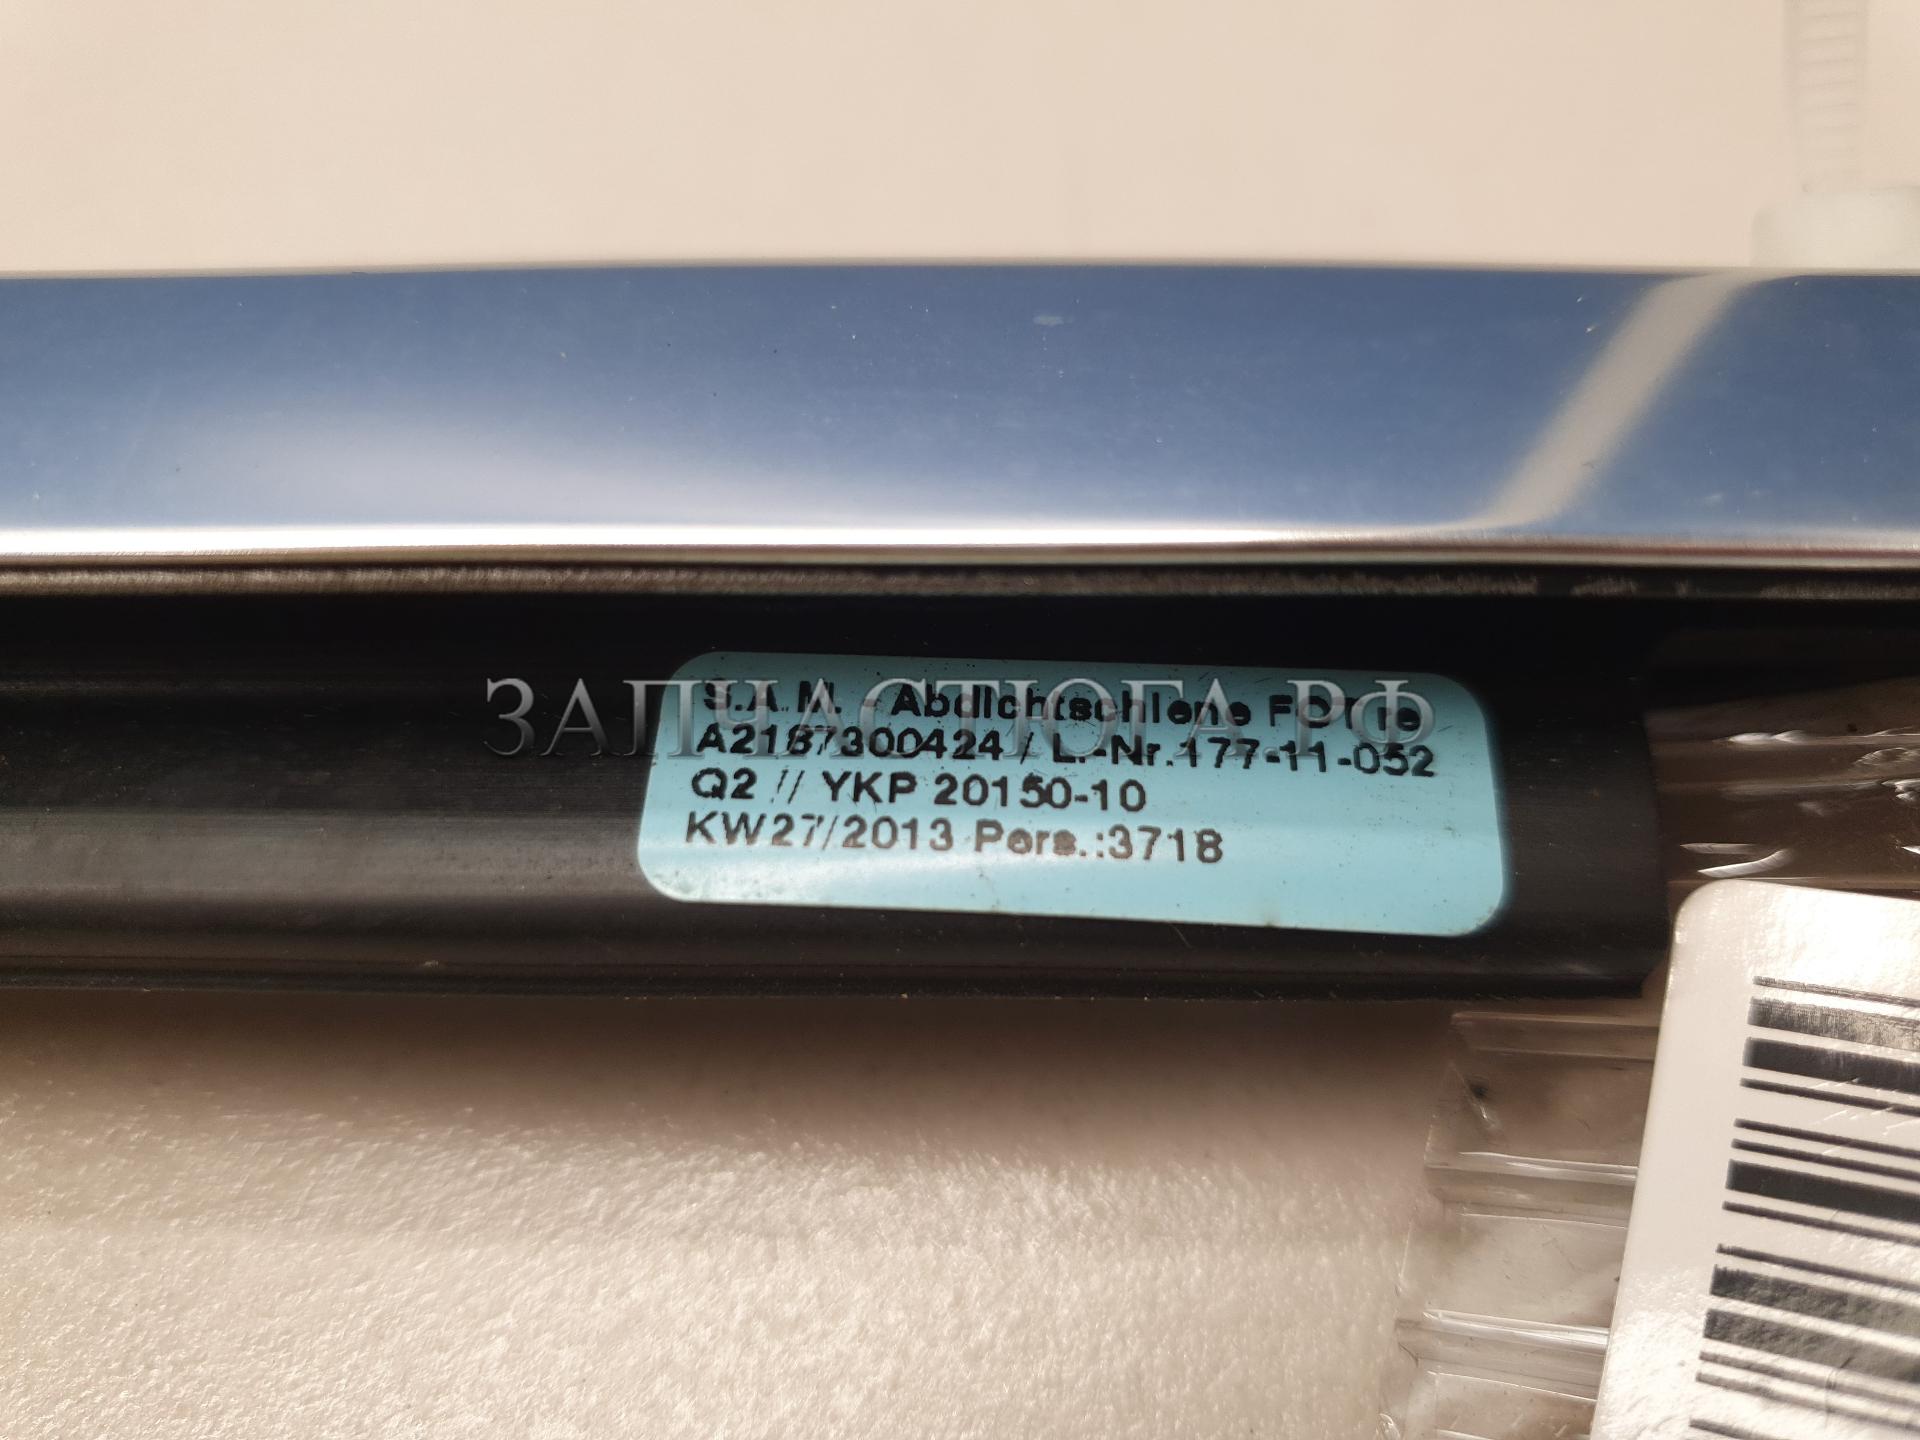 ЗАПЧАСТЮГА.РФ
S.A.M. - Abdichtschiene FDT re
A2187300424 / L.-Nr.177-11-052
Q2 // YKP 20150-10
KW27/2013 Pers.:3718